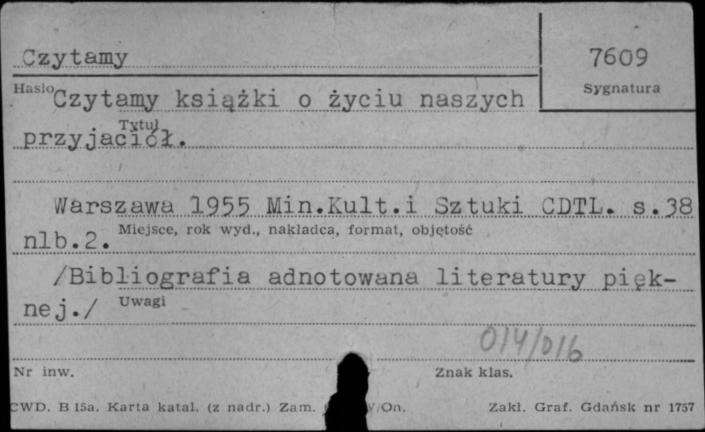 Czytamy
7609
Hasło
Sygnatura
Czytamy książki o życiu naszych
Tytuł
przyjaciół.
Warszawa 1955 Min.Kult.i Sztuki CDTL. s.38
Miejsce, rok wyd., nakładca, format, objętość
nlb.2.
/Bibliografia adnotowana literatury pięk-
nej./
Uwagi
014/016
Nr inw.
Znak klas.
CWD. B 15a. Karta katal. (z nadr.) Zam. /On.
Zakł. Graf. Gdańsk nr 1757